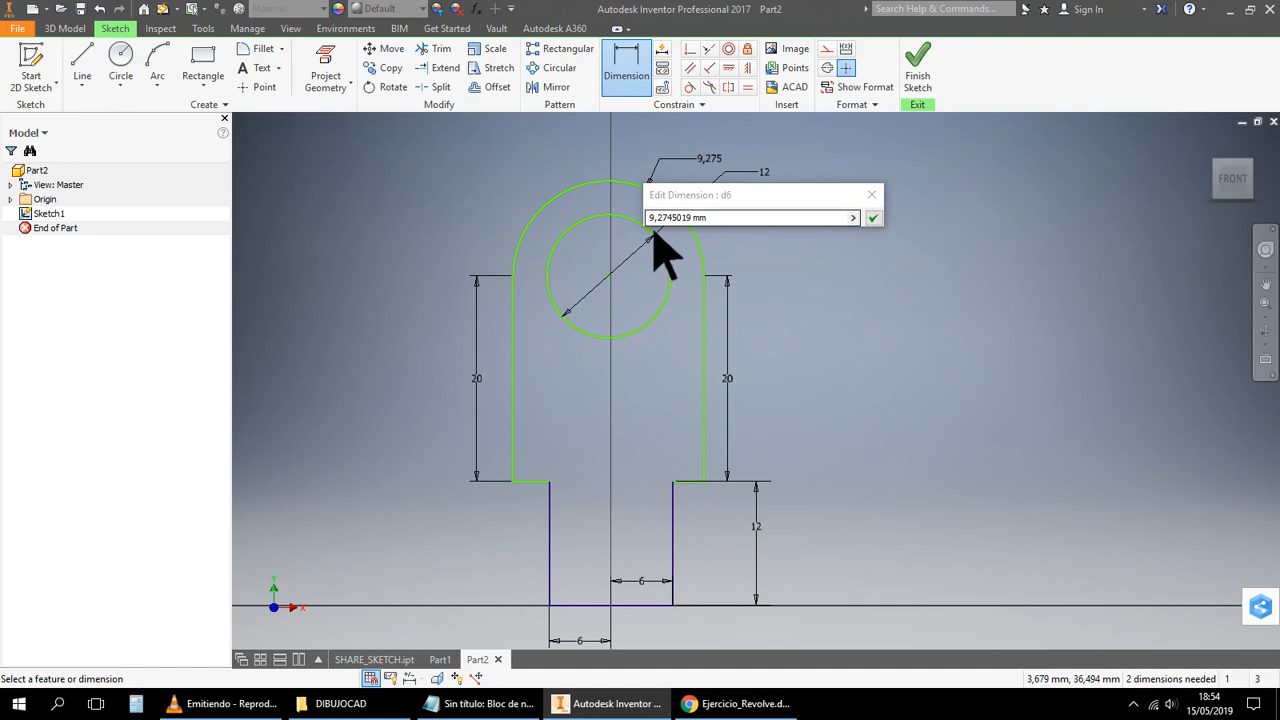 Material
Default
Autodesk Inventor Professional 2017 Part2
Search Help & Commands...
Sign In
PRO
File 3D Model Sketch Inspect Tools Manage View Environments BIM Get Started Vault Autodesk A360
Start
2D Sketch
Line
Circle
Arc
Rectangle
Fillet
Text
Point
Project
Geometry
Move
Copy
Rotate
Trim
Extend
Split
Scale
Stretch
Offset
Rectangular
Circular
Mirror
Dimension
Image
Points
ACAD
Show Format
Finish
Sketch
Sketch Create Modify Pattern Constrain Insert Format Exit
Model
Part2
View: Master
Origin
Sketch1
End of Part
9,275
12
Edit Dimension : d6
9,2745019 mm
FRONT
20
20
12
6
6
Y
X
SHARE_SKETCH.ipt Part1 Part2
Select a feature or dimension
3,679 mm, 36,494 mm 2 dimensions needed 1 3
Emitiendo - Reprod...
DIBUJOCAD
Sin título: Bloc de n...
Autodesk Inventor ...
Ejercicio_Revolve.d...
18:54
15/05/2019